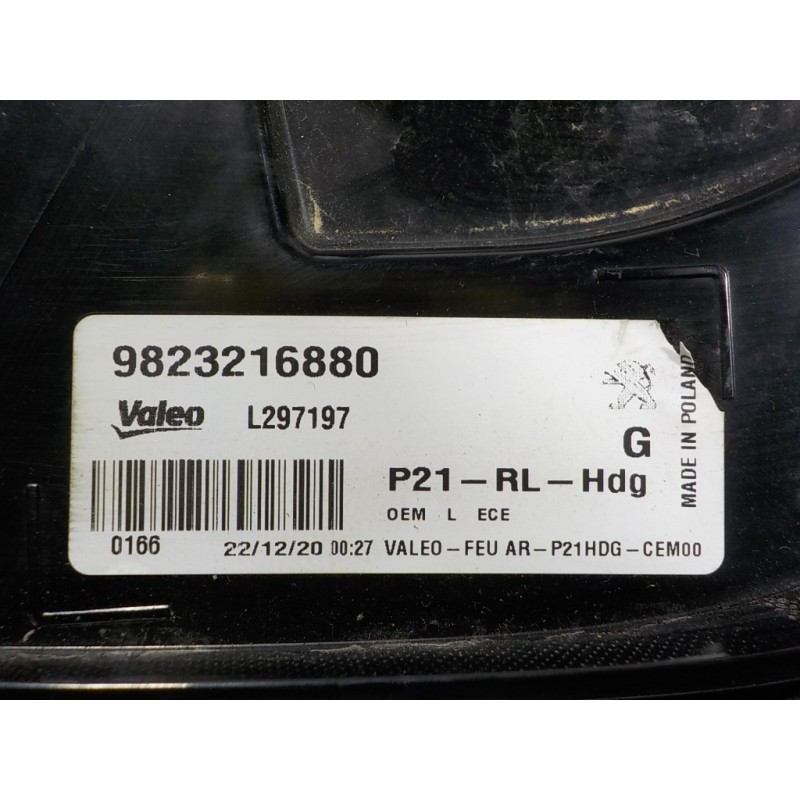 9823216880
Valeo L297197
G
P21-RL-Hdg
OEM L ECE
0166 22/12/20 00:27 VALEO-FEU AR-P21HDG-CEM00
MADE IN POLAND